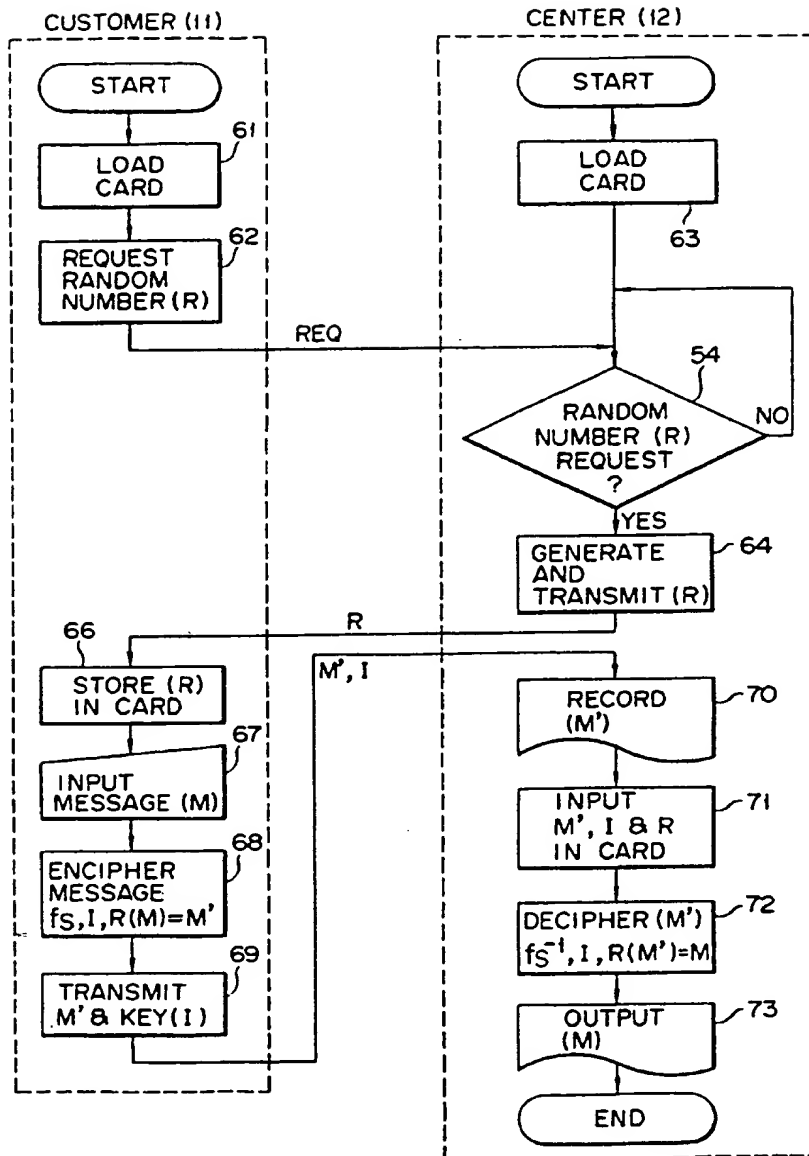 CUSTOMER (11)
START
LOAD
CARD
61
REQUEST
RANDOM
NUMBER (R)
62
REQ
CENTER (12)
START
LOAD
CARD
63
RANDOM
NUMBER (R)
REQUEST
?
54
NO
YES
GENERATE
AND
TRANSMIT (R)
64
R
66
STORE (R)
IN CARD
67
INPUT
MESSAGE (M)
68
ENCIPHER
MESSAGE
fS, I, R(M)=M'
69
TRANSMIT
M' & KEY(I)
M', I
RECORD
(M')
70
INPUT
M', I & R
IN CARD
71
DECIPHER (M')
fS⁻¹, I, R(M')=M
72
OUTPUT
(M)
73
END